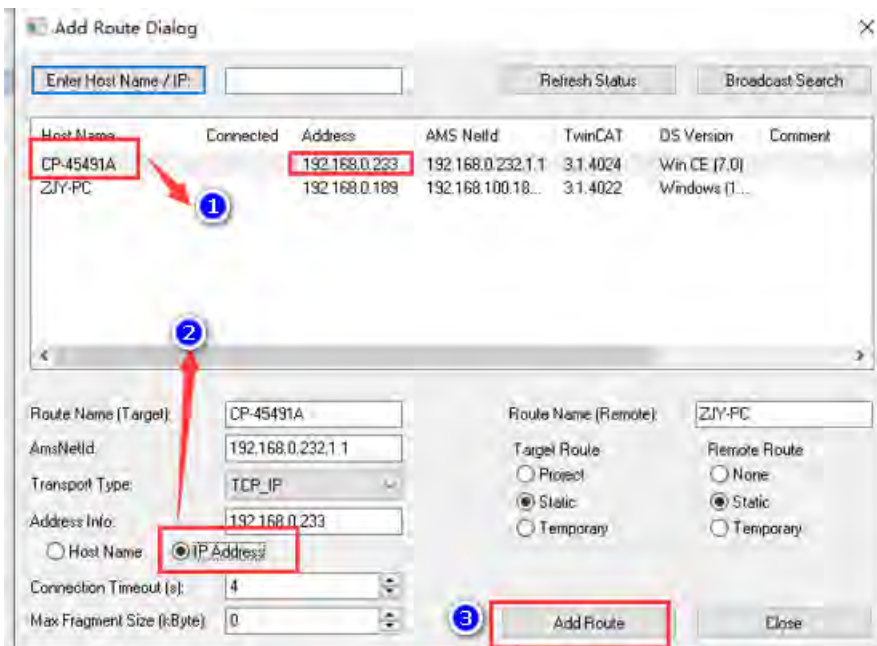 Add Route Dialog
Enter Host Name / IP: Refresh Status Broadcast Search
Host Name Connected Address AMS NetId TwinCAT OS Version Comment
CP-45491A 192.168.0.233 192.168.0.232.1.1 3.1.4024 Win CE (7.0)
ZJY-PC 192.168.0.189 192.168.100.18... 3.1.4022 Windows (1...
1
2
Route Name (Target): CP-45491A Route Name (Remote): ZJY-PC
AmsNetId: 192.168.0.232.1.1 Target Route Remote Route
Project None
Transport Type: TCP_IP
Static Static
Address Info: 192.168.0.233
Temporary Temporary
Host Name IP Address
Connection Timeout (s): 4
Max Fragment Size (kByte): 0 3 Add Route Close